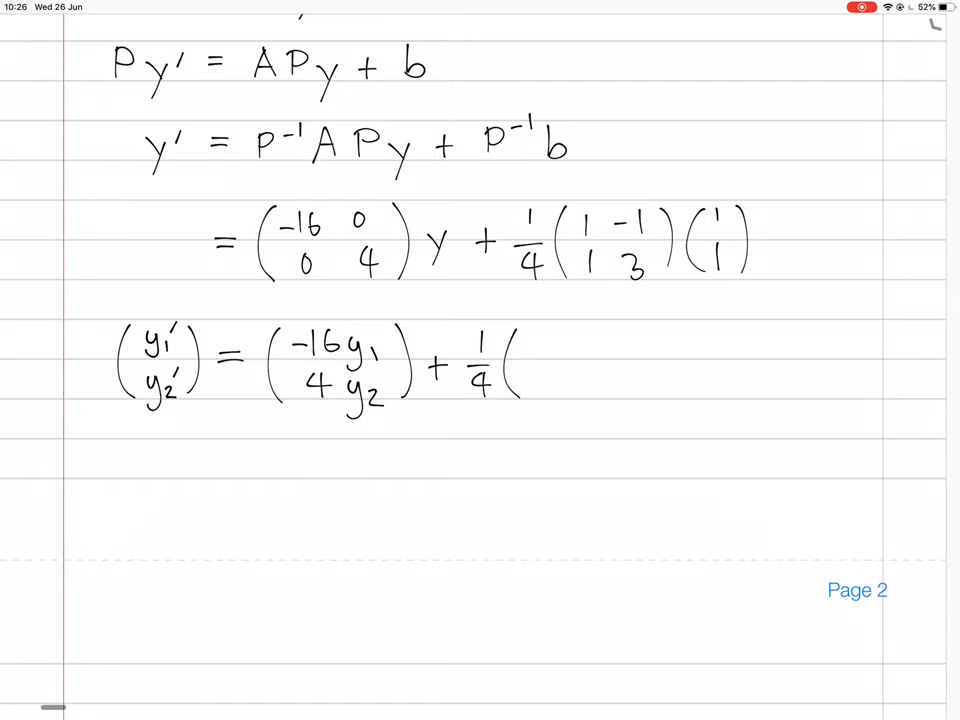 10:26 Wed 26 Jun 52%
Py' = APy + b
y' = P⁻¹APy + P⁻¹b
= (-16 0; 0 4) y + 1/4 (1 -1; 1 3) (1; 1)
(y₁'; y₂') = (-16y₁; 4y₂) + 1/4 (
Page 2